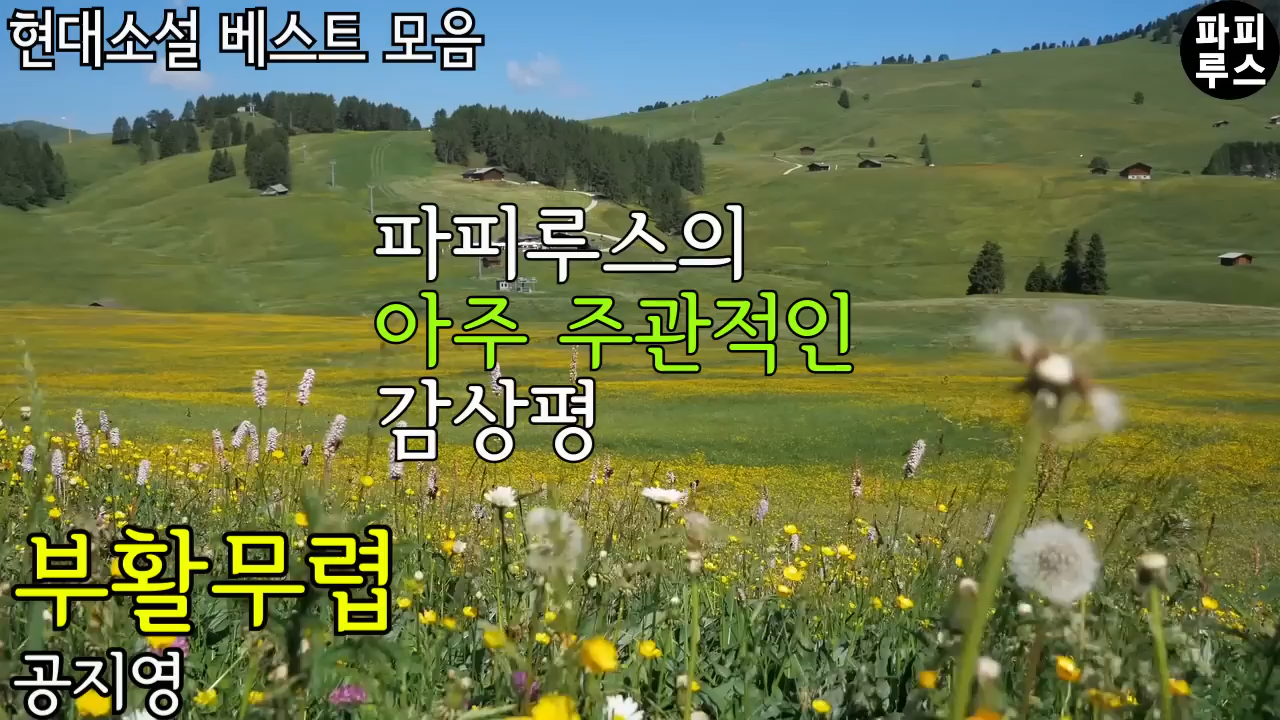 현대소설 베스트 모음
파피
루스
파피루스의
아주 주관적인
감상평
부활무렵
공지영